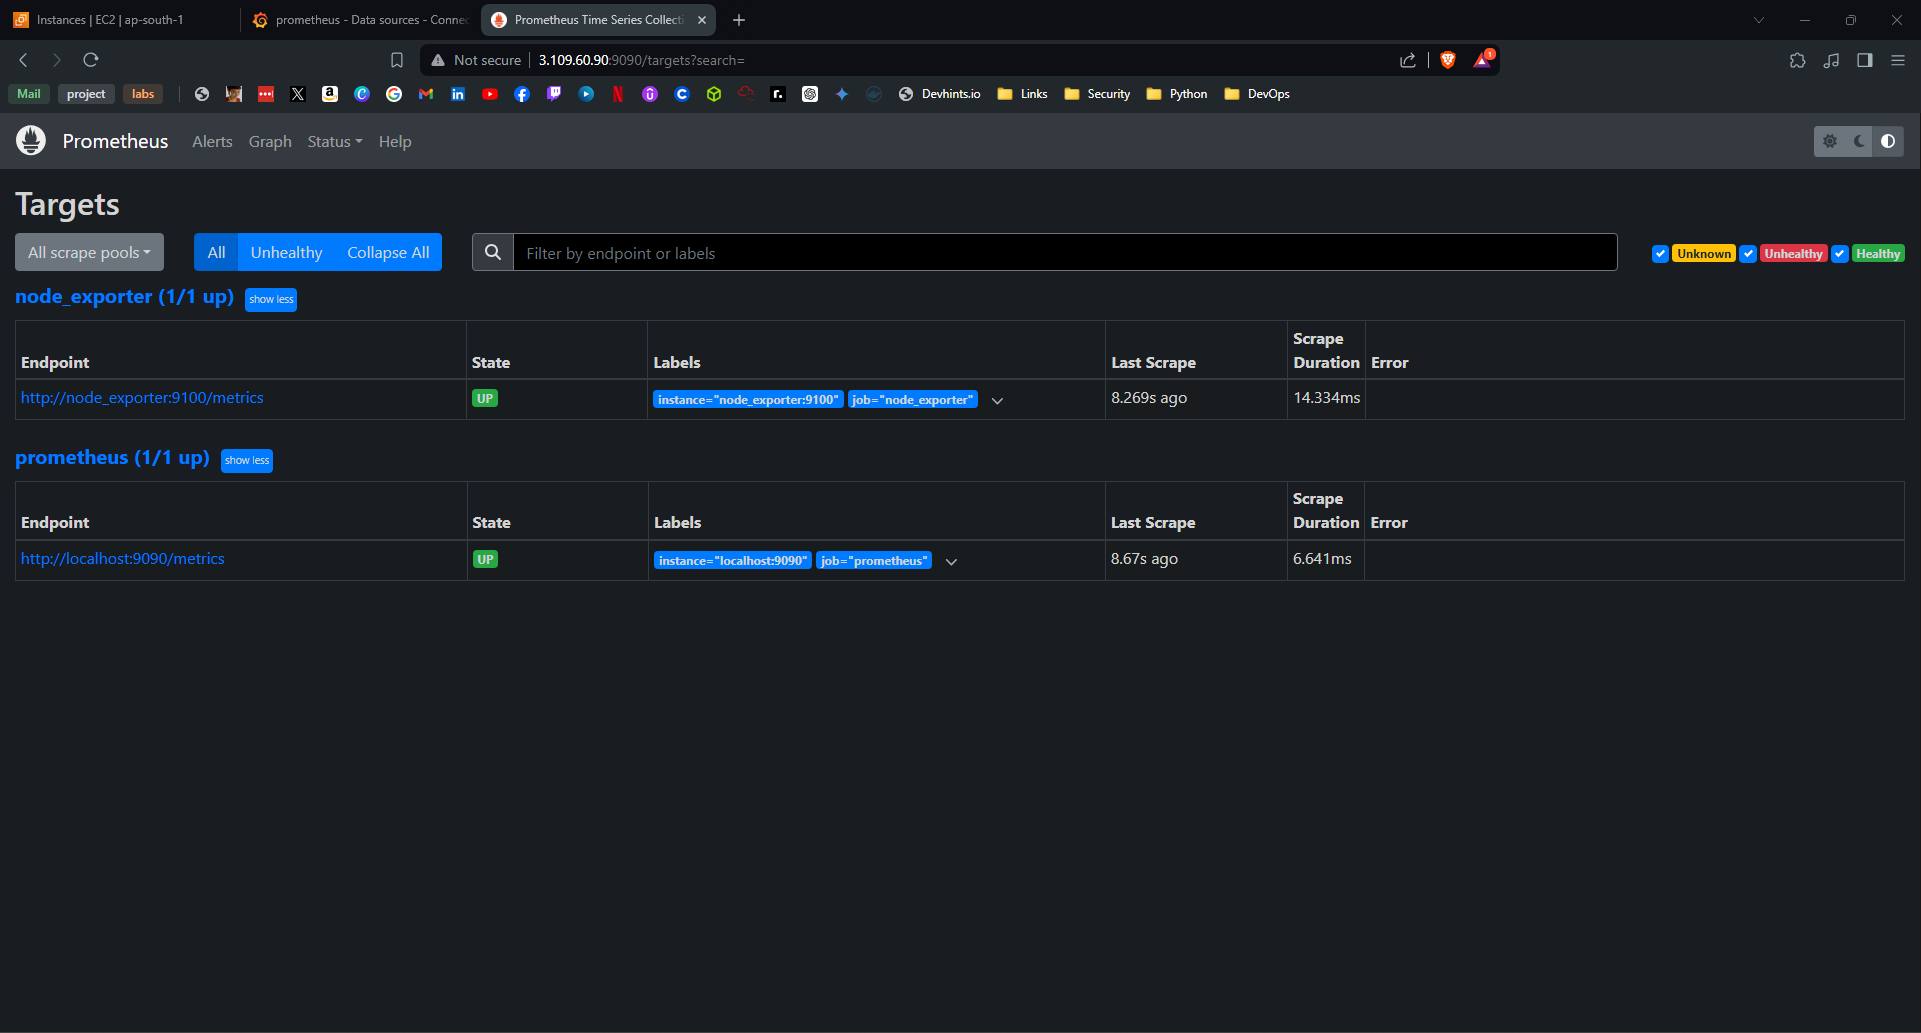 Instances | EC2 | ap-south-1
prometheus - Data sources - Connec
Prometheus Time Series Collecti
Not secure
3.109.60.90:9090/targets?search=
1
Mail
project
labs
Devhints.io
Links
Security
Python
DevOps
Prometheus
Alerts
Graph
Status
Help
Targets
All scrape pools
All
Unhealthy
Collapse All
Filter by endpoint or labels
Unknown
Unhealthy
Healthy
node_exporter (1/1 up)
show less
Endpoint
State
Labels
Last Scrape
Scrape
Duration
Error
http://node_exporter:9100/metrics
UP
instance="node_exporter:9100"
job="node_exporter"
8.269s ago
14.334ms
prometheus (1/1 up)
show less
Endpoint
State
Labels
Last Scrape
Scrape
Duration
Error
http://localhost:9090/metrics
UP
instance="localhost:9090"
job="prometheus"
8.67s ago
6.641ms